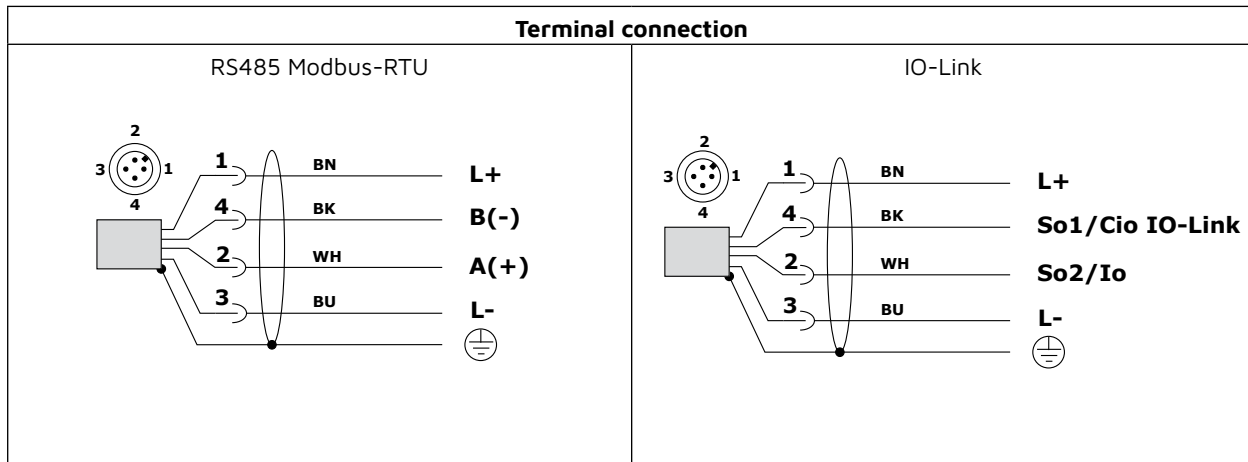 Terminal connection
RS485 Modbus-RTU
2
3 1
4
1 BN L+
4 BK B(-)
2 WH A(+)
3 BU L-
IO-Link
2
3 1
4
1 BN L+
4 BK So1/Cio IO-Link
2 WH So2/Io
3 BU L-